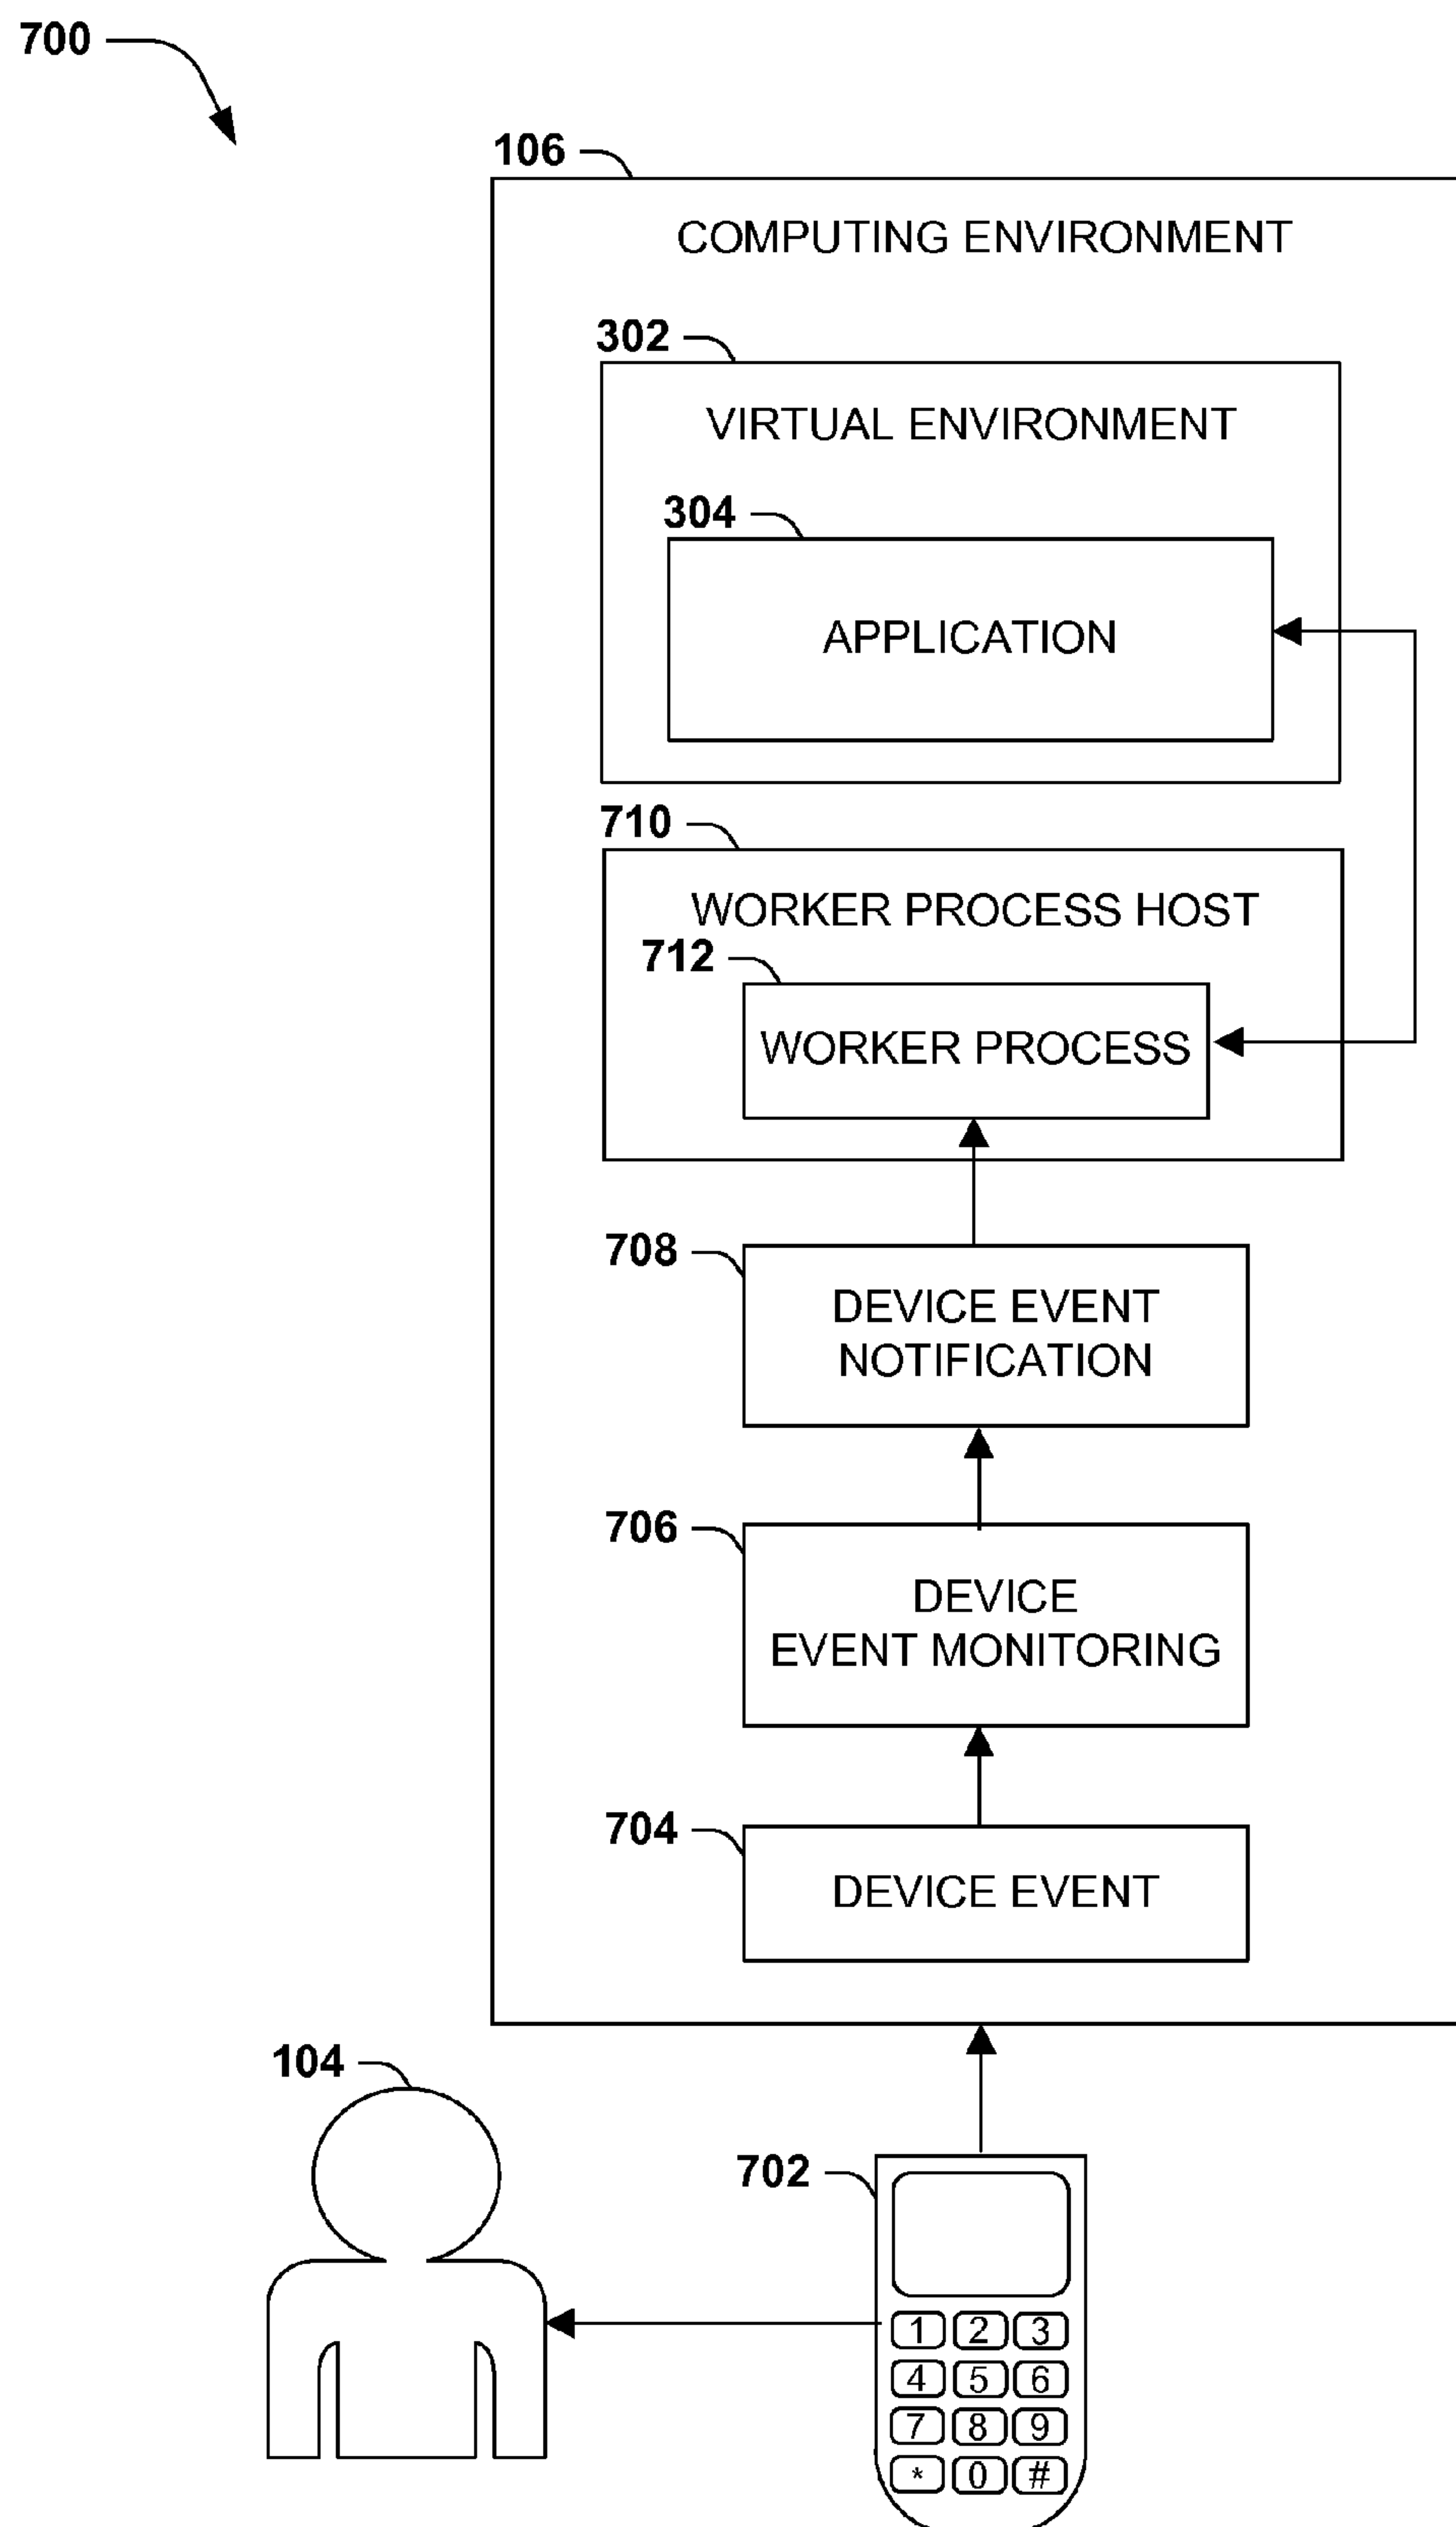 700
106
COMPUTING ENVIRONMENT
302
VIRTUAL ENVIRONMENT
304
APPLICATION
710
WORKER PROCESS HOST
712
WORKER PROCESS
708
DEVICE EVENT
NOTIFICATION
706
DEVICE
EVENT MONITORING
704
DEVICE EVENT
104
702
1 2 3
4 5 6
7 8 9
* 0 #